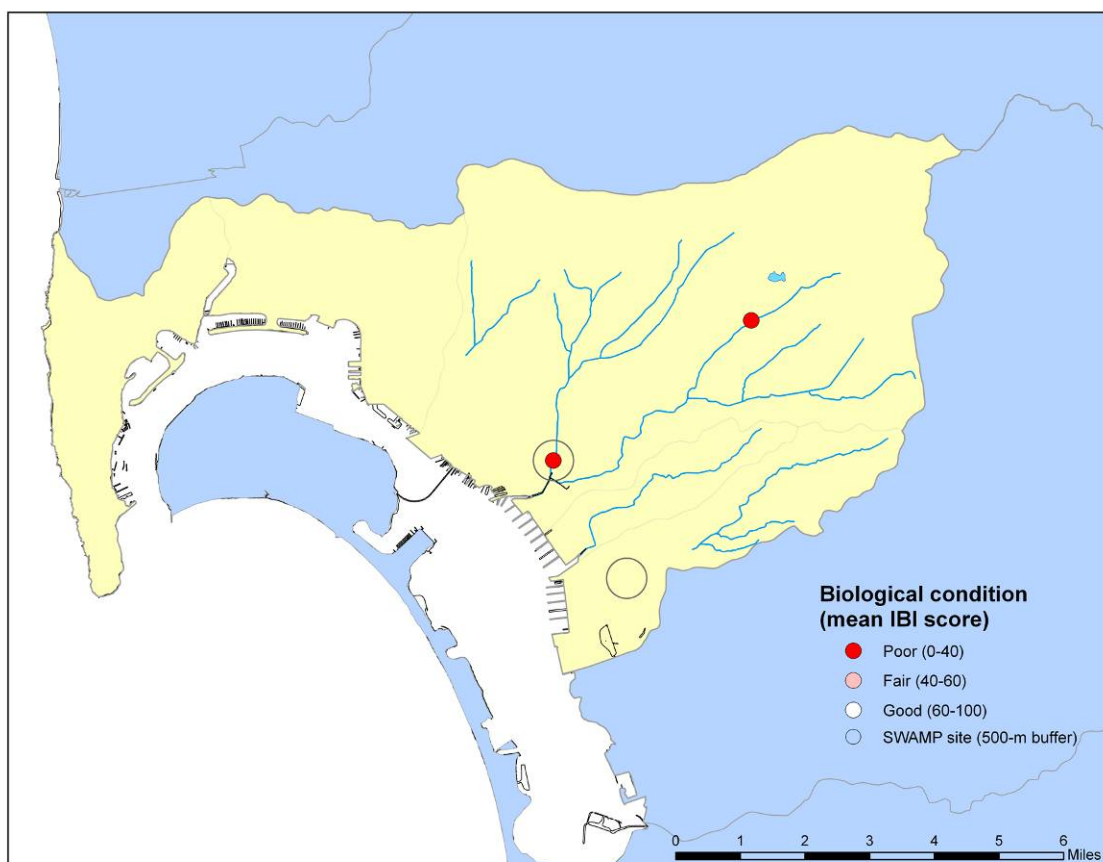 Biological condition
(mean IBI score)
Poor (0-40)
Fair (40-60)
Good (60-100)
SWAMP site (500-m buffer)
0 1 2 3 4 5 6
Miles